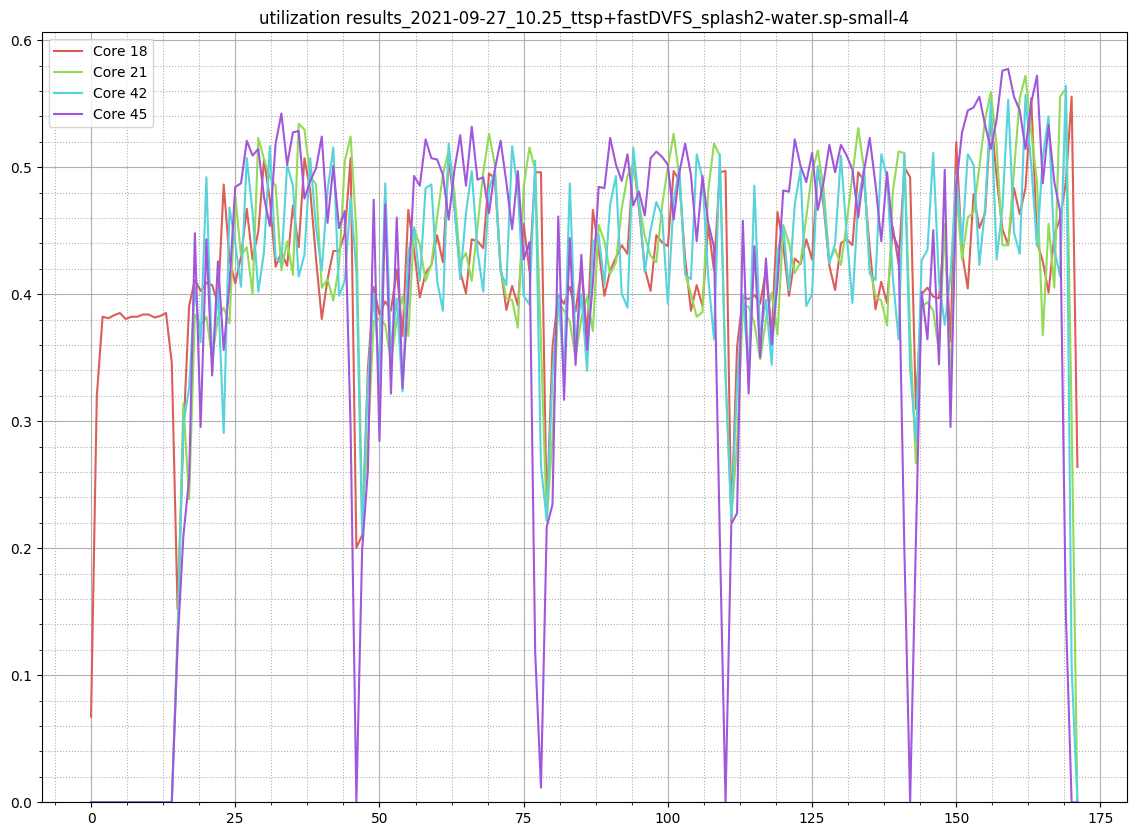 utilization results_2021-09-27_10.25_ttsp+fastDVFS_splash2-water.sp-small-4
Core 18
Core 21
Core 42
Core 45
0.6
0.5
0.4
0.3
0.2
0.1
0.0
0 25 50 75 100 125 150 175